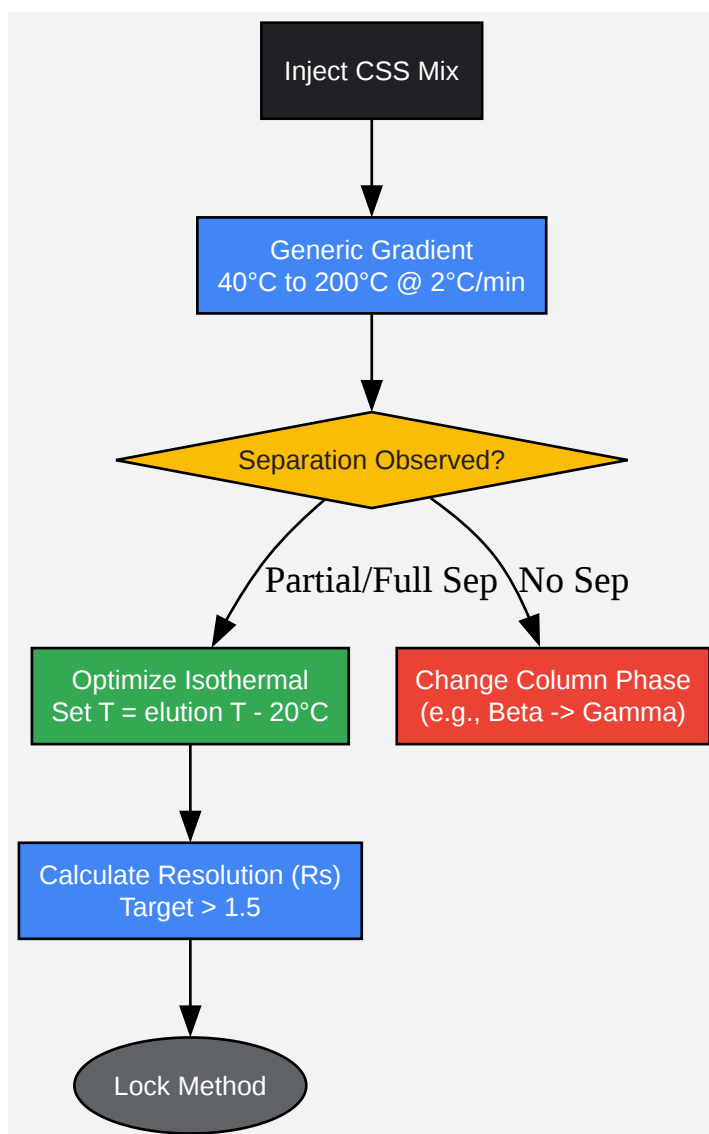 Inject CSS Mix
Generic Gradient
40°C to 200°C @ 2°C/min
Separation Observed?
Partial/Full Sep
No Sep
Optimize Isothermal
Set T = elution T - 20°C
Change Column Phase
(e.g., Beta -> Gamma)
Calculate Resolution (Rs)
Target > 1.5
Lock Method